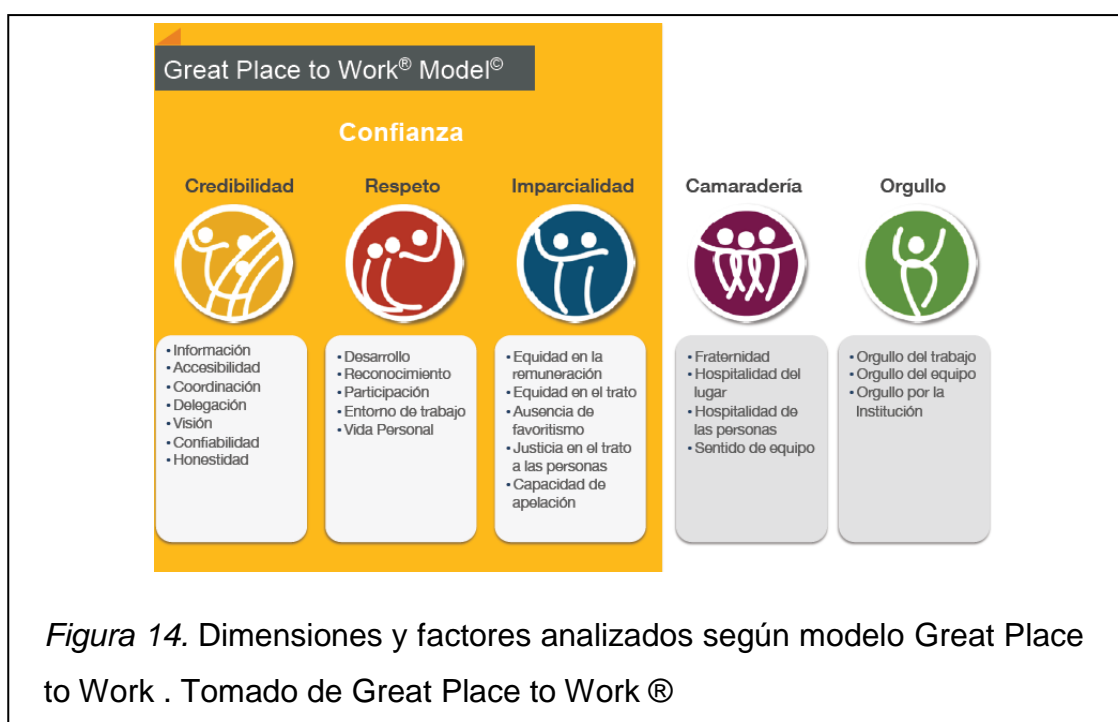 Great Place to Work® Model©
Confianza
Credibilidad
• Información
• Accesibilidad
• Coordinación
• Delegación
• Visión
• Confiabilidad
• Honestidad
Respeto
• Desarrollo
• Reconocimiento
• Participación
• Entorno de trabajo
• Vida Personal
Imparcialidad
• Equidad en la
remuneración
• Equidad en el trato
• Ausencia de
favoritismo
• Justicia en el trato
a las personas
• Capacidad de
apelación
Camaradería
• Fraternidad
• Hospitalidad del
lugar
• Hospitalidad de
las personas
• Sentido de equipo
Orgullo
• Orgullo del trabajo
• Orgullo del equipo
• Orgullo por la
Institución
Figura 14. Dimensiones y factores analizados según modelo Great Place
to Work . Tomado de Great Place to Work ®